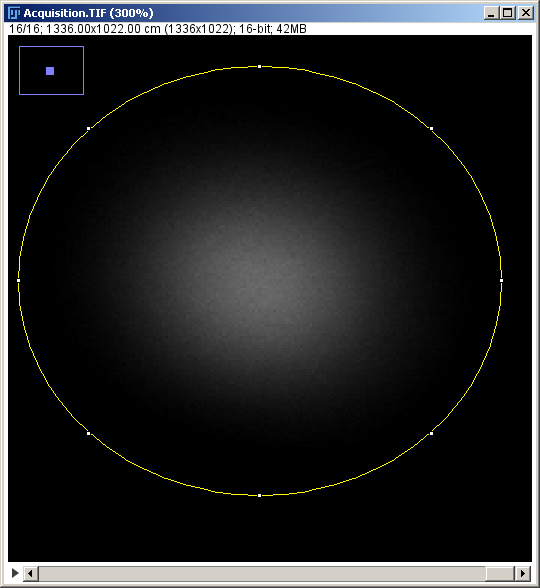 Acquisition.TIF (300%)
16/16; 1336.00x1022.00 cm (1336x1022); 16-bit; 42MB